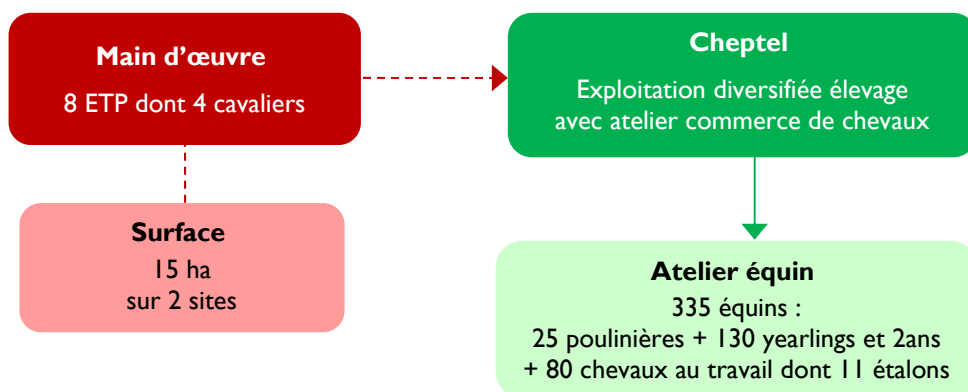 Main d'œuvre
8 ETP dont 4 cavaliers
Cheptel
Exploitation diversifiée élevage
avec atelier commerce de chevaux
Surface
15 ha
sur 2 sites
Atelier équin
335 équins :
25 poulinières + 130 yearlings et 2ans
+ 80 chevaux au travail dont 11 étalons